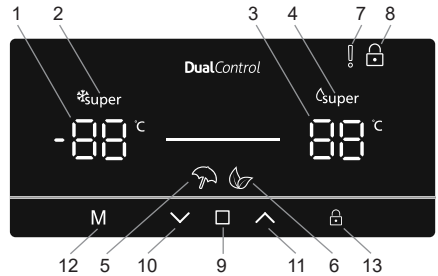 1 2 3 4 7 8
DualControl
super super
-88 °C 88 °C
M
12 5 10 9 11 6 13